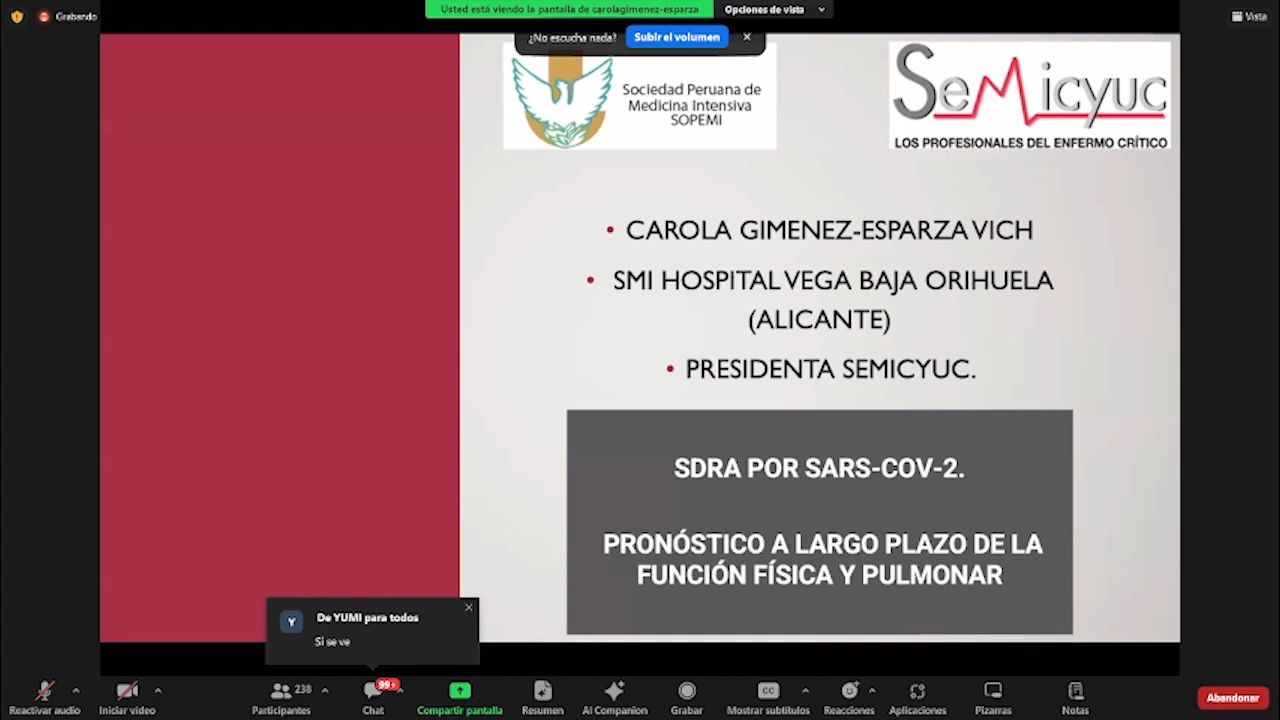 Grabando
Usted está viendo la pantalla de carolagimenez-esparza
Opciones de vista
Vista
¿No escucha nada?
Subir el volumen
Sociedad Peruana de
Medicina Intensiva
SOPEMI
SeMicyuc
LOS PROFESIONALES DEL ENFERMO CRÍTICO
• CAROLA GIMENEZ-ESPARZA VICH
• SMI HOSPITAL VEGA BAJA ORIHUELA
(ALICANTE)
• PRESIDENTA SEMICYUC.
SDRA POR SARS-COV-2.
PRONÓSTICO A LARGO PLAZO DE LA
FUNCIÓN FÍSICA Y PULMONAR
Y
De YUMI para todos
Si se ve
Reactivar audio
Iniciar video
238
Participantes
99+
Chat
Compartir pantalla
Resumen
AI Companion
Grabar
CC
Mostrar subtítulos
Reacciones
Aplicaciones
Pizarras
Notas
Abandonar